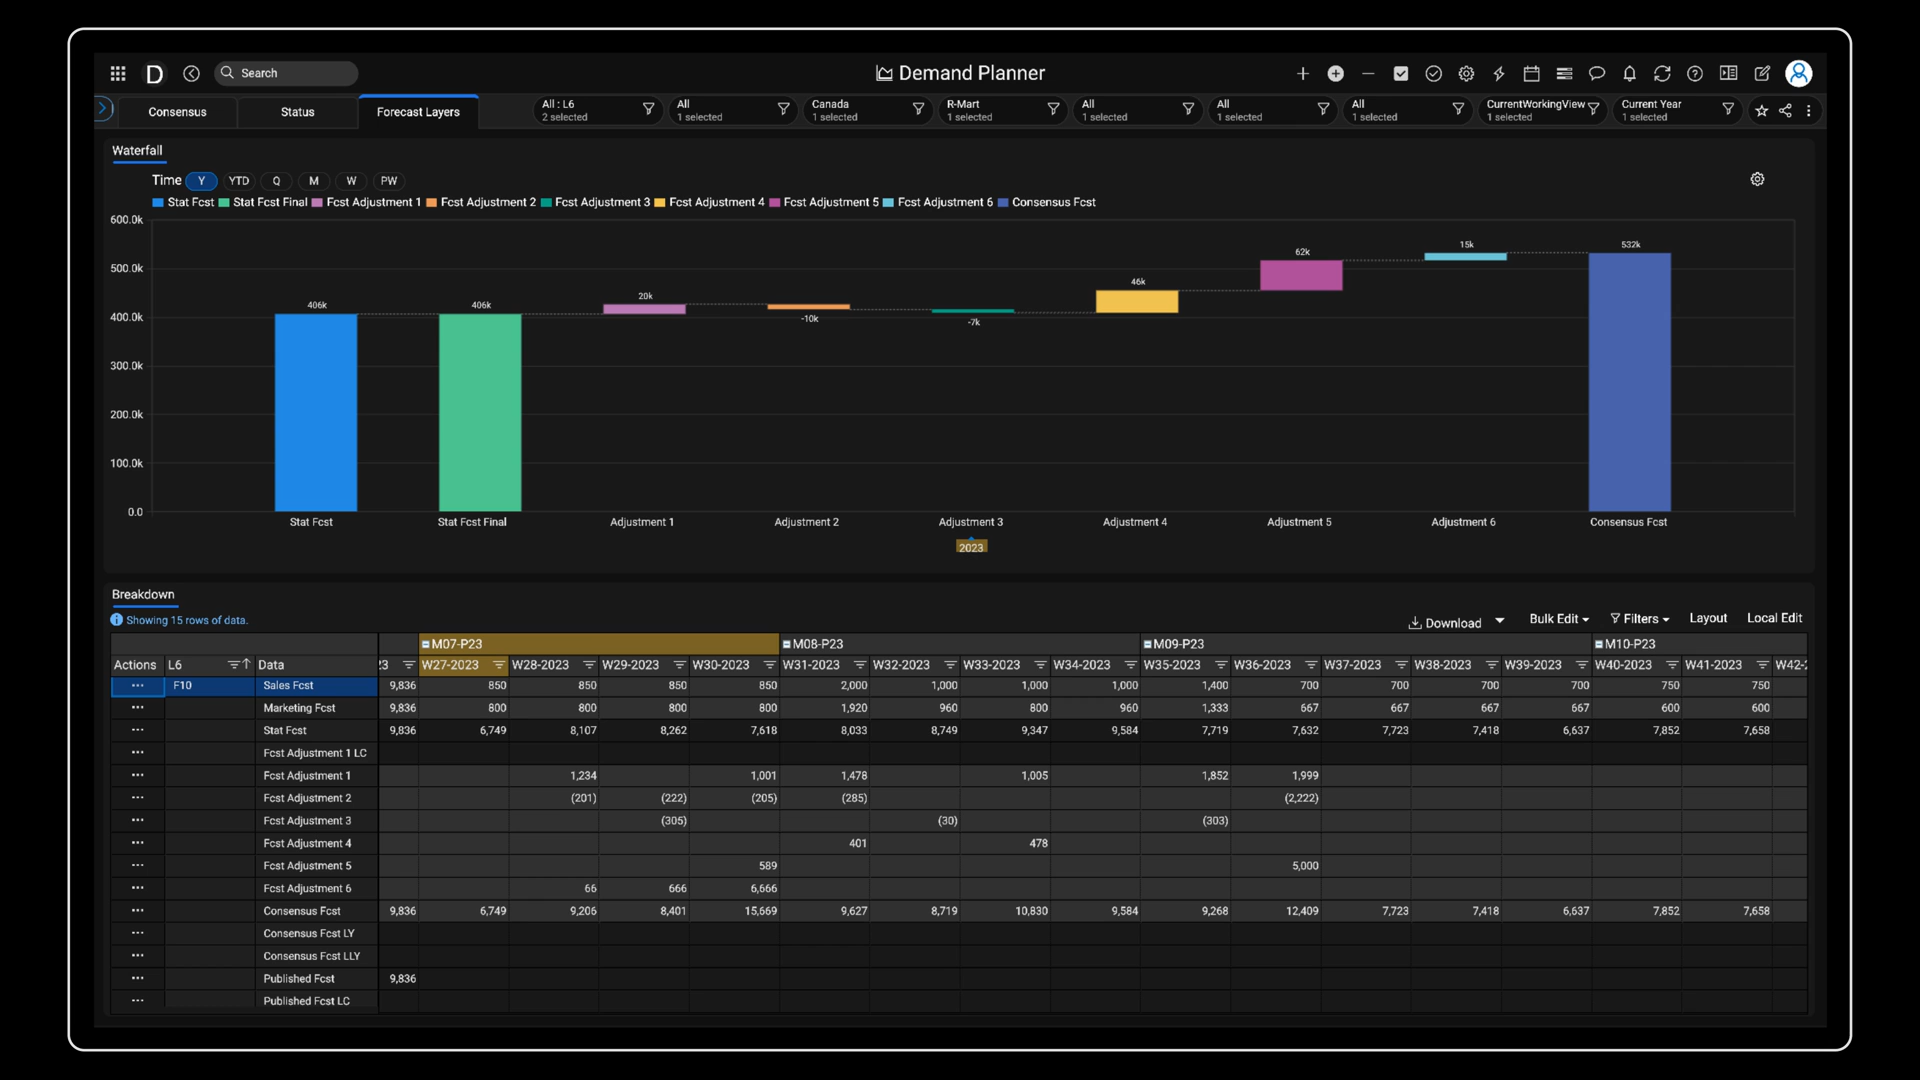 D
Search
Demand Planner
Consensus
Status
Forecast Layers
All : L6
2 selected
All
1 selected
Canada
1 selected
R-Mart
1 selected
All
1 selected
All
1 selected
All
1 selected
CurrentWorkingView
1 selected
Current Year
1 selected
Waterfall
Time Y YTD Q M W PW
Stat Fcst Stat Fcst Final Fcst Adjustment 1 Fcst Adjustment 2 Fcst Adjustment 3 Fcst Adjustment 4 Fcst Adjustment 5 Fcst Adjustment 6 Consensus Fcst
600.0k
500.0k
400.0k
300.0k
200.0k
100.0k
0.0
406k
406k
20k
-10k
-7k
46k
62k
15k
532k
Stat Fcst
Stat Fcst Final
Adjustment 1
Adjustment 2
Adjustment 3
Adjustment 4
Adjustment 5
Adjustment 6
Consensus Fcst
2023
Breakdown
Showing 15 rows of data.
Download Bulk Edit Filters Layout Local Edit
M07-P23 M08-P23 M09-P23 M10-P23
Actions L6 Data W27-2023 W28-2023 W29-2023 W30-2023 W31-2023 W32-2023 W33-2023 W34-2023 W35-2023 W36-2023 W37-2023 W38-2023 W39-2023 W40-2023 W41-2023
F10 Sales Fcst 9,836 850 850 850 850 2,000 1,000 1,000 1,000 1,400 700 700 700 700 750 750
Marketing Fcst 9,836 800 800 800 800 1,920 960 800 960 1,333 667 667 667 667 600 600
Stat Fcst 9,836 6,749 8,107 8,262 7,618 8,033 8,749 9,347 9,584 7,719 7,632 7,723 7,418 6,637 7,852 7,658
Fcst Adjustment 1 LC
Fcst Adjustment 1 1,234 1,001 1,478 1,005 1,852 1,999
Fcst Adjustment 2 (201) (222) (205) (285) (2,222)
Fcst Adjustment 3 (305) (30) (303)
Fcst Adjustment 4 401 478
Fcst Adjustment 5 589 5,000
Fcst Adjustment 6 66 666 6,666
Consensus Fcst 9,836 6,749 9,206 8,401 15,669 9,627 8,719 10,830 9,584 9,268 12,409 7,723 7,418 6,637 7,852 7,658
Consensus Fcst LY
Consensus Fcst LLY
Published Fcst 9,836
Published Fcst LC